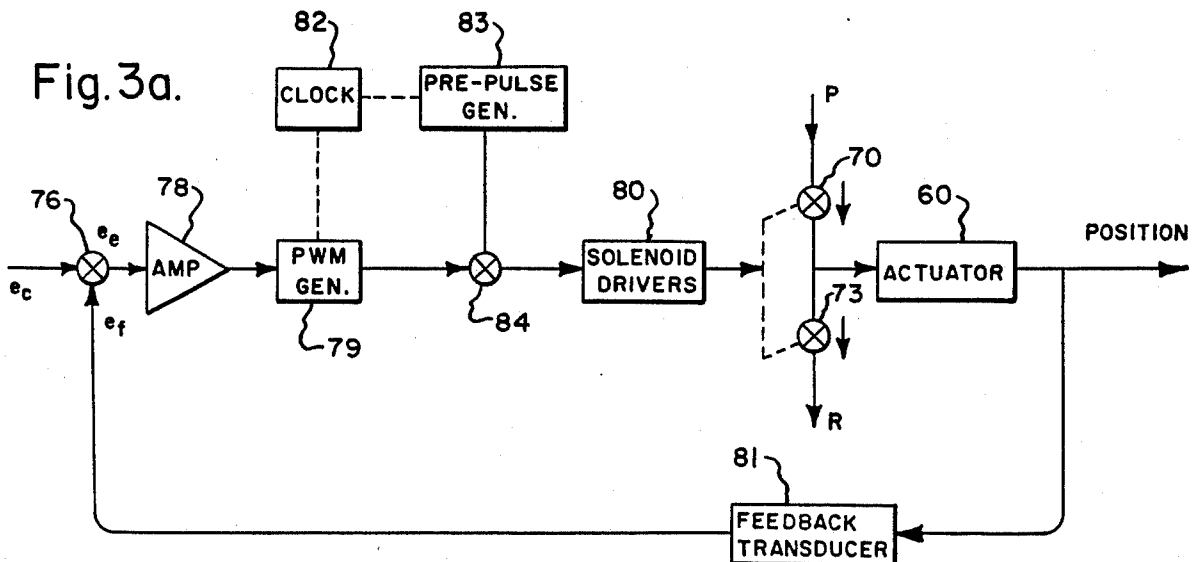 Fig. 3a.
82
83
CLOCK
PRE-PULSE
GEN.
P
70
76
78
80
60
e_e
POSITION
AMP
PWM
GEN.
SOLENOID
DRIVERS
ACTUATOR
e_c
e_f
84
73
79
R
81
FEEDBACK
TRANSDUCER